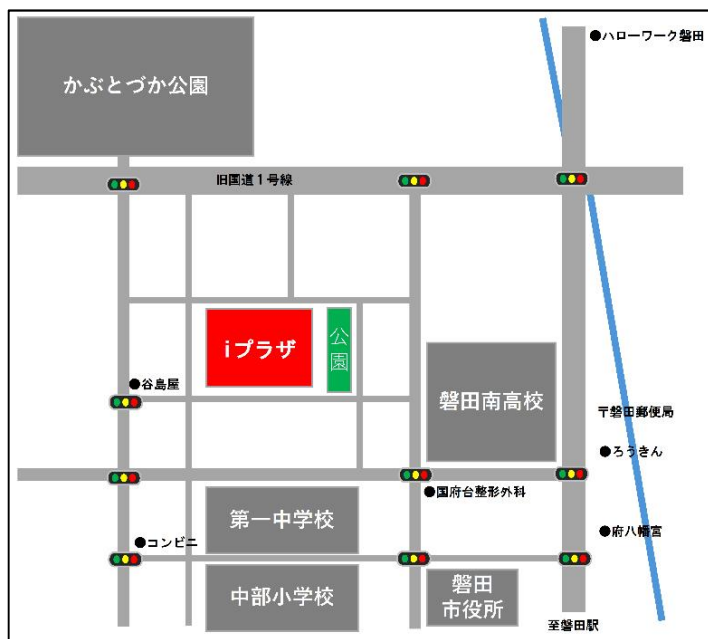 ●ハローワーク磐田
かぶとづか公園
旧国道1号線
iプラザ
公園
●谷島屋
磐田南高校
〒磐田郵便局
●ろうきん
●国府台整形外科
第一中学校
●府八幡宮
●コンビニ
中部小学校
磐田
市役所
至磐田駅